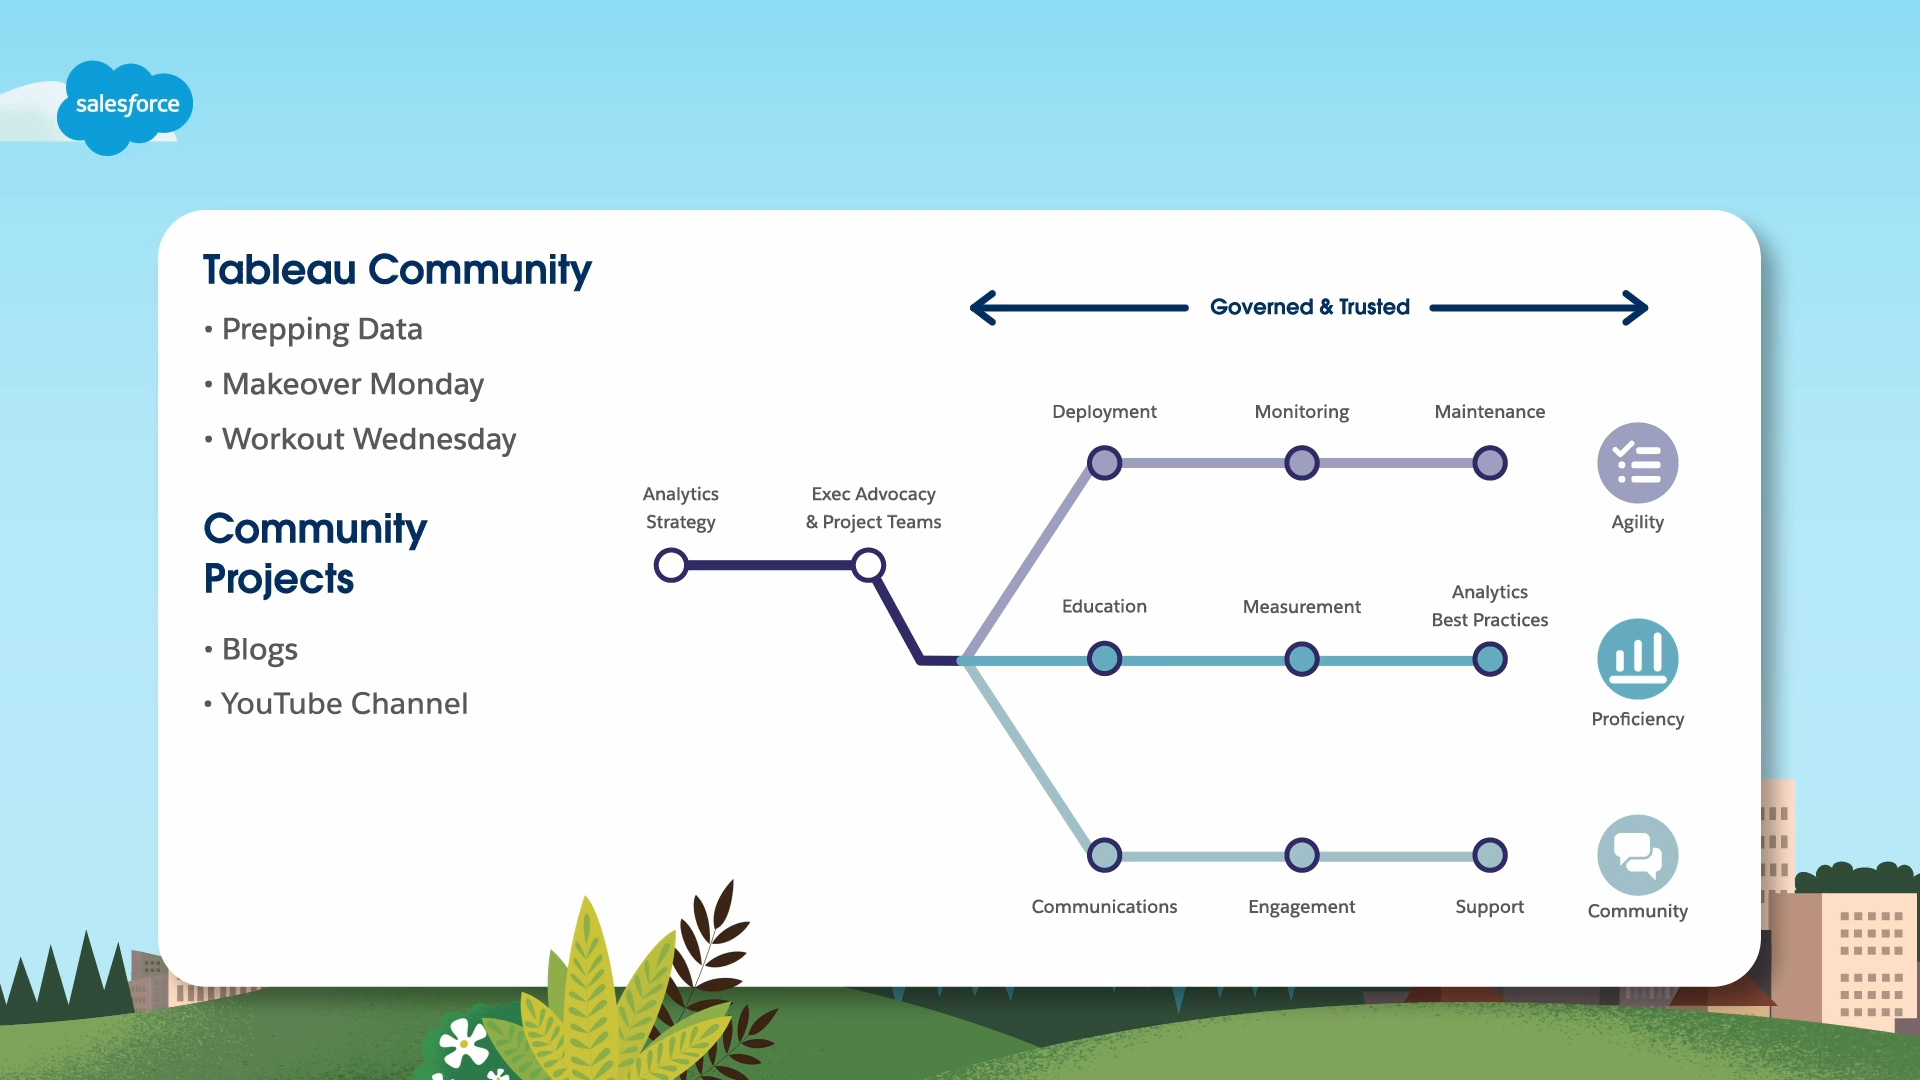 salesforce
Tableau Community
• Prepping Data
• Makeover Monday
• Workout Wednesday
Community
Projects
• Blogs
• YouTube Channel
Governed & Trusted
Analytics
Strategy
Exec Advocacy
& Project Teams
Deployment
Monitoring
Maintenance
Agility
Education
Measurement
Analytics
Best Practices
Proficiency
Communications
Engagement
Support
Community